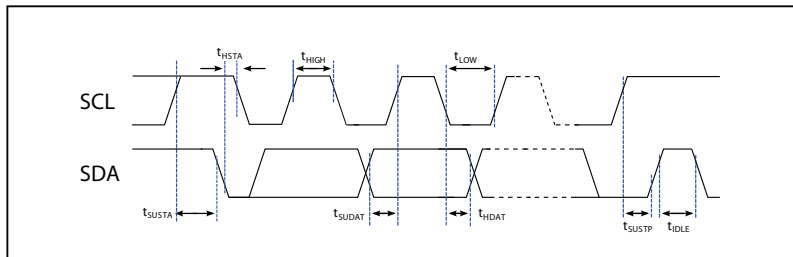 tHSTA
tHIGH
tLOW
SCL
SDA
tSUSTA
tSUDAT
tHDAT
tSUSTP
tIDLE